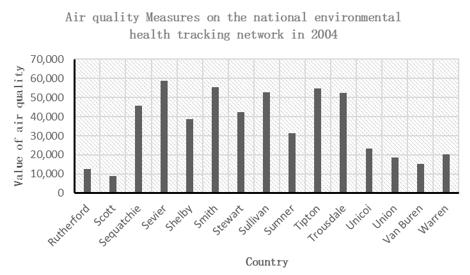 Air quality Measures on the national environmental
health tracking network in 2004
Value of air quality
70,000
60,000
50,000
40,000
30,000
20,000
10,000
0
Rutherford
Scott
Sequatchie
Sevier
Shelby
Smith
Stewart
Sullivan
Sumner
Tipton
Trousdale
Unicoi
Union
Van Buren
Warren
Country